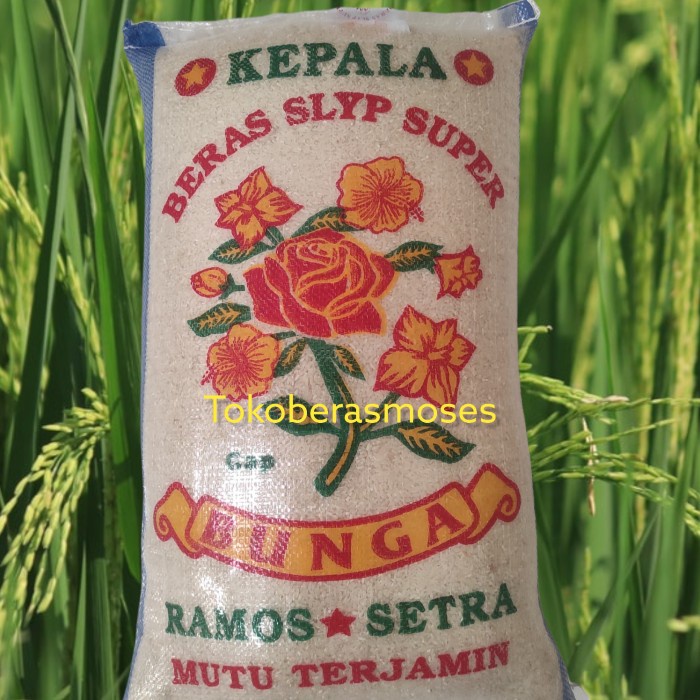 KEPALA
BERAS SLYP SUPER
Tokoberasmoses
Cap
BUNGA
RAMOS ★ SETRA
MUTU TERJAMIN